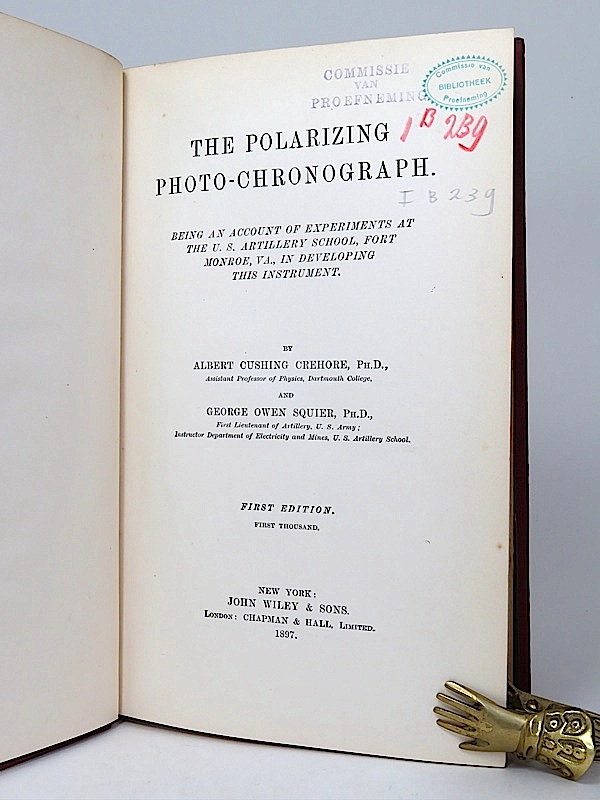 COMMISSIE
VAN
PROEFNEMING
Commissie van
BIBLIOTHEEK
Proefneming
I B 239
THE POLARIZING
PHOTO-CHRONOGRAPH.
I B 239
BEING AN ACCOUNT OF EXPERIMENTS AT
THE U. S. ARTILLERY SCHOOL, FORT
MONROE, VA., IN DEVELOPING
THIS INSTRUMENT.
BY
ALBERT CUSHING CREHORE, PH.D.,
Assistant Professor of Physics, Dartmouth College,
AND
GEORGE OWEN SQUIER, PH.D.,
First Lieutenant of Artillery, U. S. Army;
Instructor Department of Electricity and Mines, U. S. Artillery School.
FIRST EDITION.
FIRST THOUSAND.
NEW YORK:
JOHN WILEY & SONS.
LONDON: CHAPMAN & HALL, LIMITED.
1897.